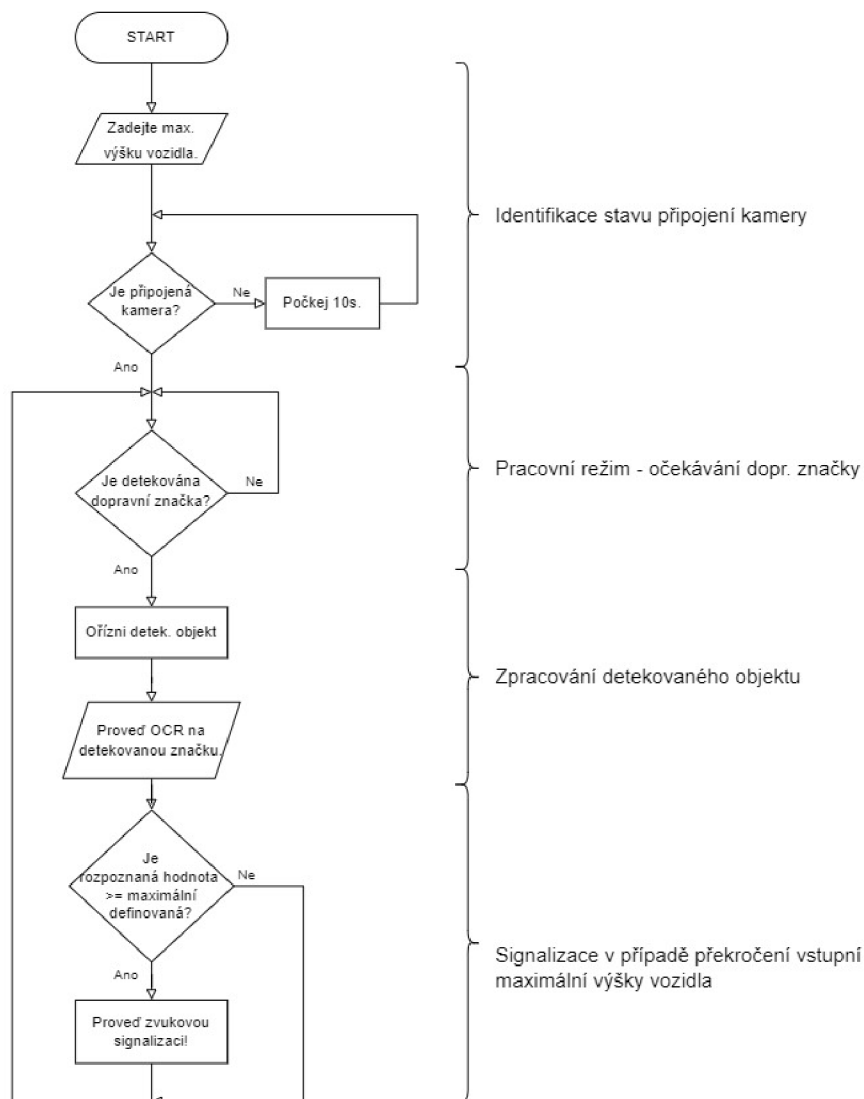 START
Zadejte max.
výšku vozidla.
Identifikace stavu připojení kamery
Je připojená
kamera?
Ne
Počkej 10s.
Ano
Je detekována
dopravní značka?
Ne
Pracovní režim - očekávání dopr. značky
Ano
Ořízni detek. objekt
Zpracování detekovaného objektu
Proveď OCR na
detekovanou značku.
Je
rozpoznaná hodnota
>= maximální
definovaná?
Ne
Signalizace v případě překročení vstupní
maximální výšky vozidla
Ano
Proveď zvukovou
signalizaci!